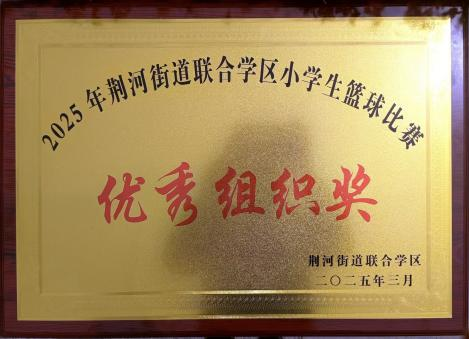 2025年荆河街道联合学区小学生篮球比赛
优秀组织奖
荆河街道联合学区
二〇二五年三月